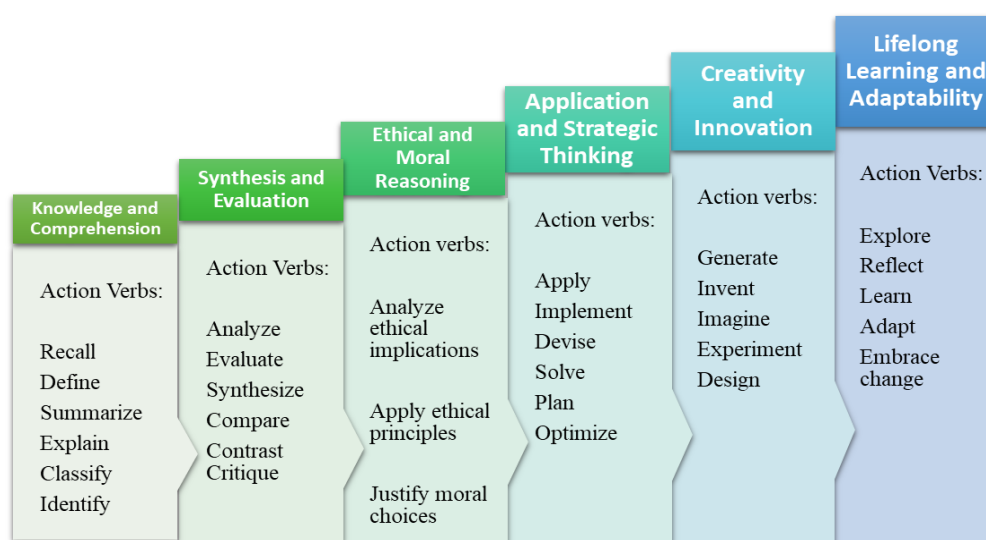 Knowledge and
Comprehension
Action Verbs:
Recall
Define
Summarize
Explain
Classify
Identify
Synthesis and
Evaluation
Action Verbs:
Analyze
Evaluate
Synthesize
Compare
Contrast
Critique
Ethical and
Moral
Reasoning
Action verbs:
Analyze
ethical
implications
Apply ethical
principles
Justify moral
choices
Application
and Strategic
Thinking
Action verbs:
Apply
Implement
Devise
Solve
Plan
Optimize
Creativity
and
Innovation
Action verbs:
Generate
Invent
Imagine
Experiment
Design
Lifelong
Learning and
Adaptability
Action Verbs:
Explore
Reflect
Learn
Adapt
Embrace
change